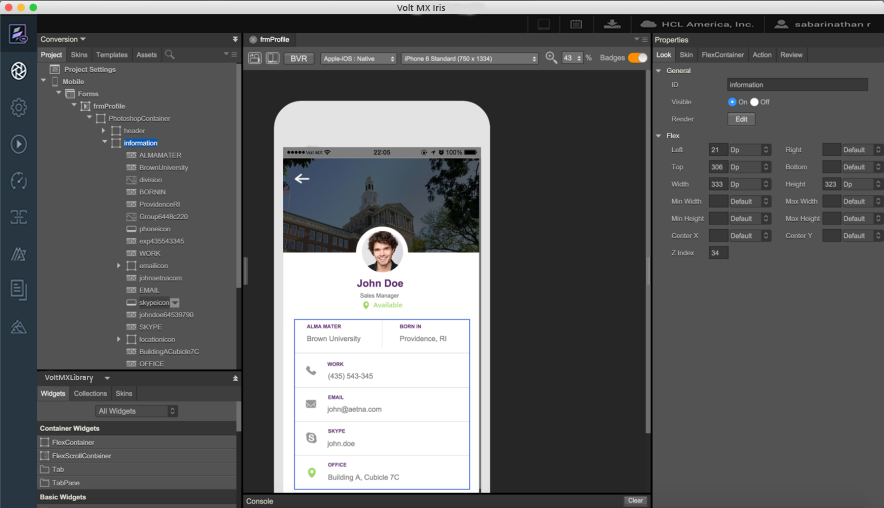 Volt MX Iris
HCL America, Inc.
sabarinathan r
Conversion
Project Skins Templates Assets
Project Settings
Mobile
Forms
frmProfile
PhotoshopContainer
header
information
ALMAMATER
BrownUniversity
division
BORNIN
ProvidenceRI
Group6448c220
phoneicon
exp435543345
WORK
emailicon
johnaetnacom
EMAIL
skypeicon
johndoe64539790
SKYPE
locationicon
BuildingACubicle7C
OFFICE
VoltMXLibrary
Widgets Collections Skins
All Widgets
Container Widgets
FlexContainer
FlexScrollContainer
Tab
TabPane
Basic Widgets
frmProfile
BVR Apple-iOS : Native iPhone 6 Standard (750 x 1334) 43 % Badges
22:05 100%
John Doe
Sales Manager
Available
ALMA MATER BORN IN
Brown University Providence, RI
WORK
(435) 543-345
EMAIL
john@aetna.com
SKYPE
john.doe
OFFICE
Building A, Cubicle 7C
Console Clear
Properties
Look Skin FlexContainer Action Review
General
ID information
Visible On Off
Render Edit
Flex
Left 21 Dp Right Default
Top 306 Dp Bottom Default
Width 333 Dp Height 323 Dp
Min Width Default Max Width Default
Min Height Default Max Height Default
Center X Default Center Y Default
Z Index 34